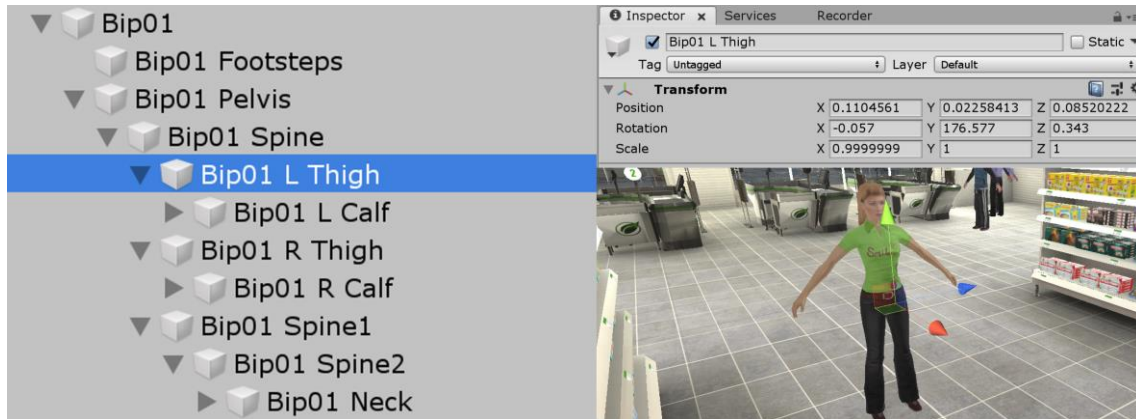 Bip01
Bip01 Footsteps
Bip01 Pelvis
Bip01 Spine
Bip01 L Thigh
Bip01 L Calf
Bip01 R Thigh
Bip01 R Calf
Bip01 Spine1
Bip01 Spine2
Bip01 Neck
Inspector Services Recorder
Bip01 L Thigh Static
Tag Untagged Layer Default
Transform
Position X 0.1104561 Y 0.02258413 Z 0.08520222
Rotation X -0.057 Y 176.577 Z 0.343
Scale X 0.9999999 Y 1 Z 1
2